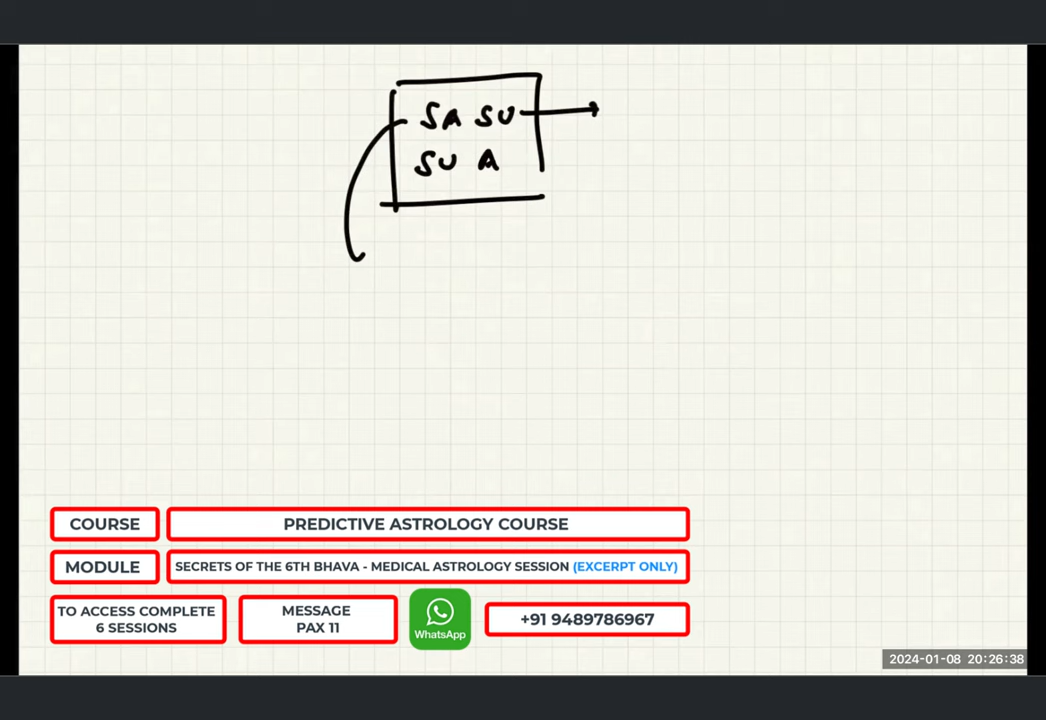 SA SU
SU A
COURSE
PREDICTIVE ASTROLOGY COURSE
MODULE
SECRETS OF THE 6TH BHAVA - MEDICAL ASTROLOGY SESSION (EXCERPT ONLY)
TO ACCESS COMPLETE
6 SESSIONS
MESSAGE
PAX 11
WhatsApp
+91 9489786967
2024-01-08 20:26:38